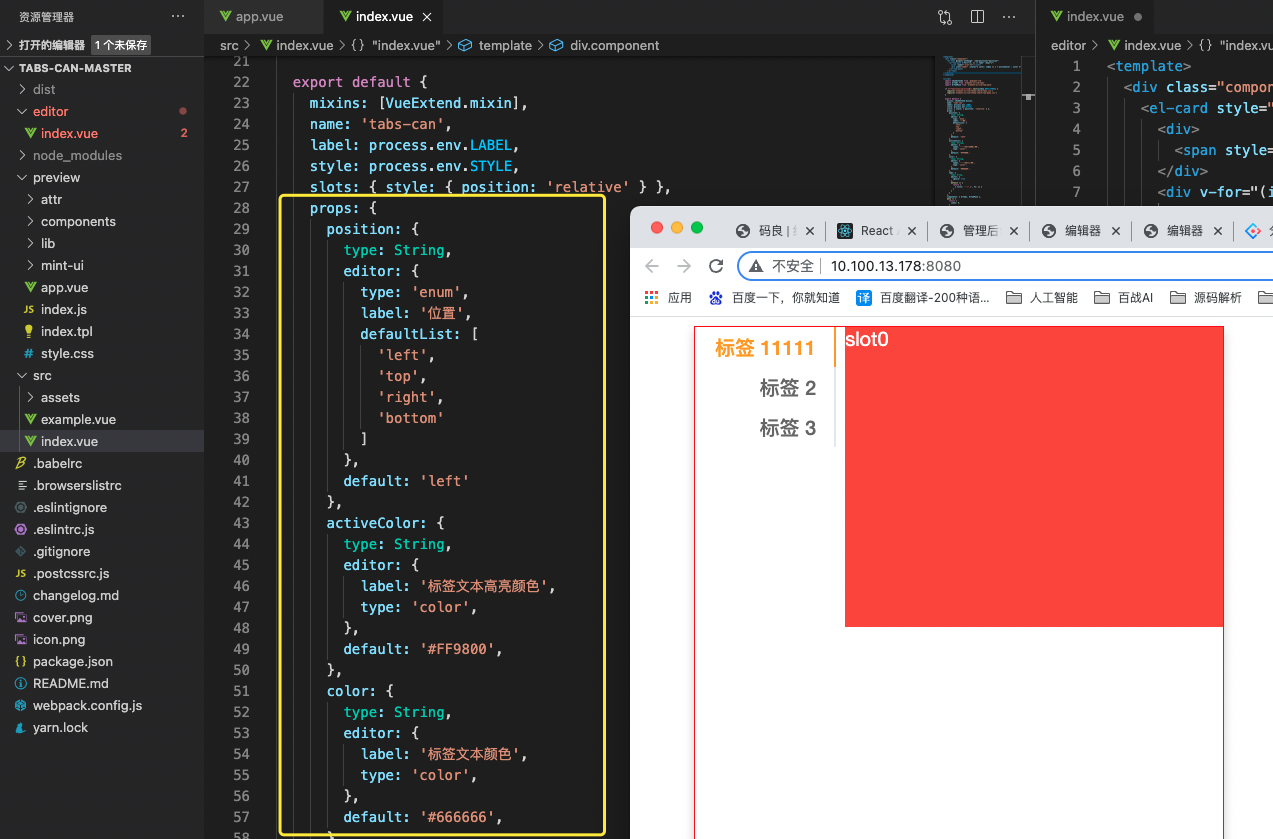 资源管理器
打开的编辑器 1 个未保存
TABS-CAN-MASTER
dist
editor
index.vue 2
node_modules
preview
attr
components
lib
mint-ui
app.vue
JS index.js
index.tpl
# style.css
src
assets
example.vue
index.vue
.babelrc
.browserslistrc
.eslintignore
.eslintrc.js
.gitignore
JS .postcssrc.js
changelog.md
cover.png
icon.png
{} package.json
README.md
webpack.config.js
yarn.lock
app.vue
index.vue
src > index.vue > {} "index.vue" > template > div.component
21
22 export default {
23 mixins: [VueExtend.mixin],
24 name: 'tabs-can',
25 label: process.env.LABEL,
26 style: process.env.STYLE,
27 slots: { style: { position: 'relative' } },
28 props: {
29 position: {
30 type: String,
31 editor: {
32 type: 'enum',
33 label: '位置',
34 defaultList: [
35 'left',
36 'top',
37 'right',
38 'bottom'
39 ]
40 },
41 default: 'left'
42 },
43 activeColor: {
44 type: String,
45 editor: {
46 label: '标签文本高亮颜色',
47 type: 'color',
48 },
49 default: '#FF9800',
50 },
51 color: {
52 type: String,
53 editor: {
54 label: '标签文本颜色',
55 type: 'color',
56 },
57 default: '#666666',
58 }
index.vue
editor > index.vue > {} "index.vu
1 <template>
2 <div class="compon
3 <el-card style="
4 <div>
5 <span style=
6 </div>
7 <div v-for="(i
码良 |
React
管理后
编辑器
编辑器
不安全 | 10.100.13.178:8080
应用
百度一下，你就知道
译 百度翻译-200种语...
人工智能
百战AI
源码解析
标签 11111
标签 2
标签 3
slot0